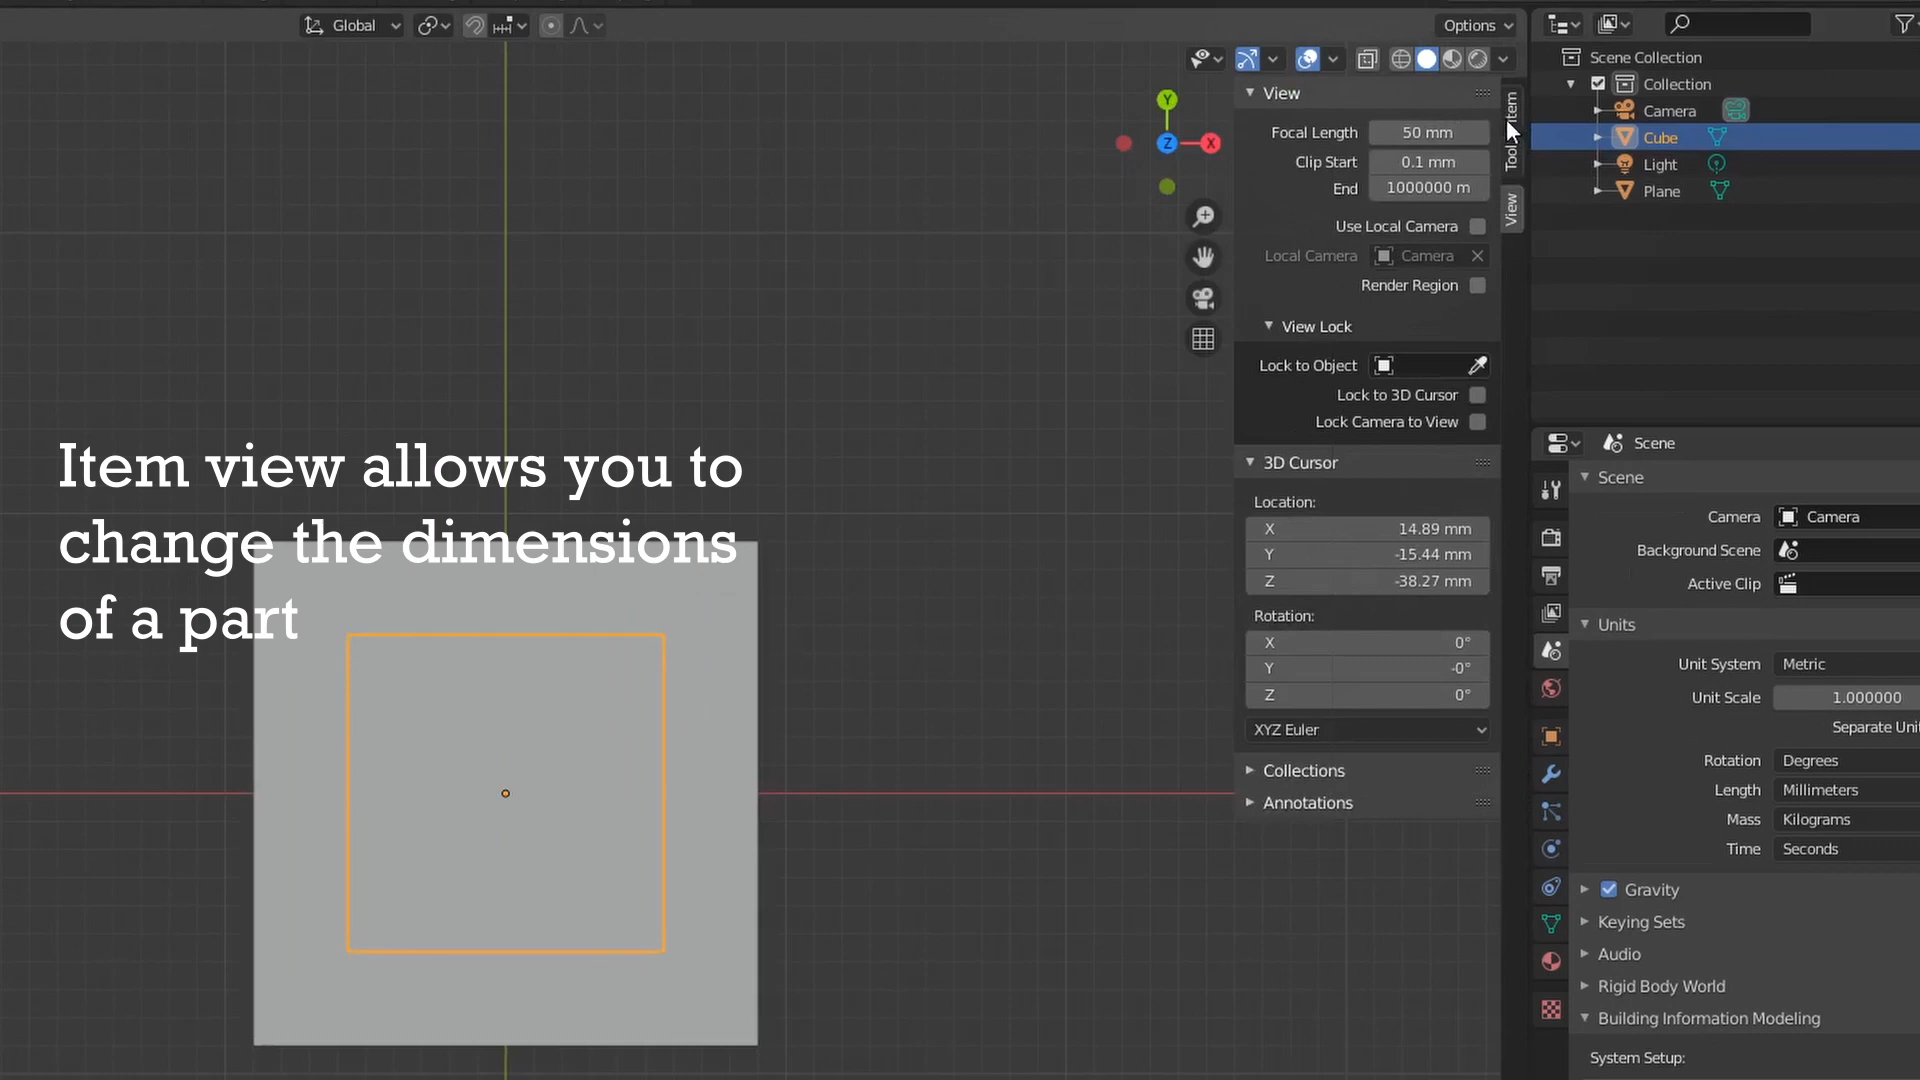 Global
Options
View
Focal Length 50 mm
Clip Start 0.1 mm
End 1000000 m
Use Local Camera
Local Camera Camera
Render Region
View Lock
Lock to Object
Lock to 3D Cursor
Lock Camera to View
3D Cursor
Location:
X 14.89 mm
Y -15.44 mm
Z -38.27 mm
Rotation:
X 0°
Y -0°
Z 0°
XYZ Euler
Collections
Annotations
Item
Tool
View
Y
Z
X
Item view allows you to
change the dimensions
of a part
Scene Collection
Collection
Camera
Cube
Light
Plane
Scene
Scene
Camera Camera
Background Scene
Active Clip
Units
Unit System Metric
Unit Scale 1.000000
Separate Uni
Rotation Degrees
Length Millimeters
Mass Kilograms
Time Seconds
Gravity
Keying Sets
Audio
Rigid Body World
Building Information Modeling
System Setup: